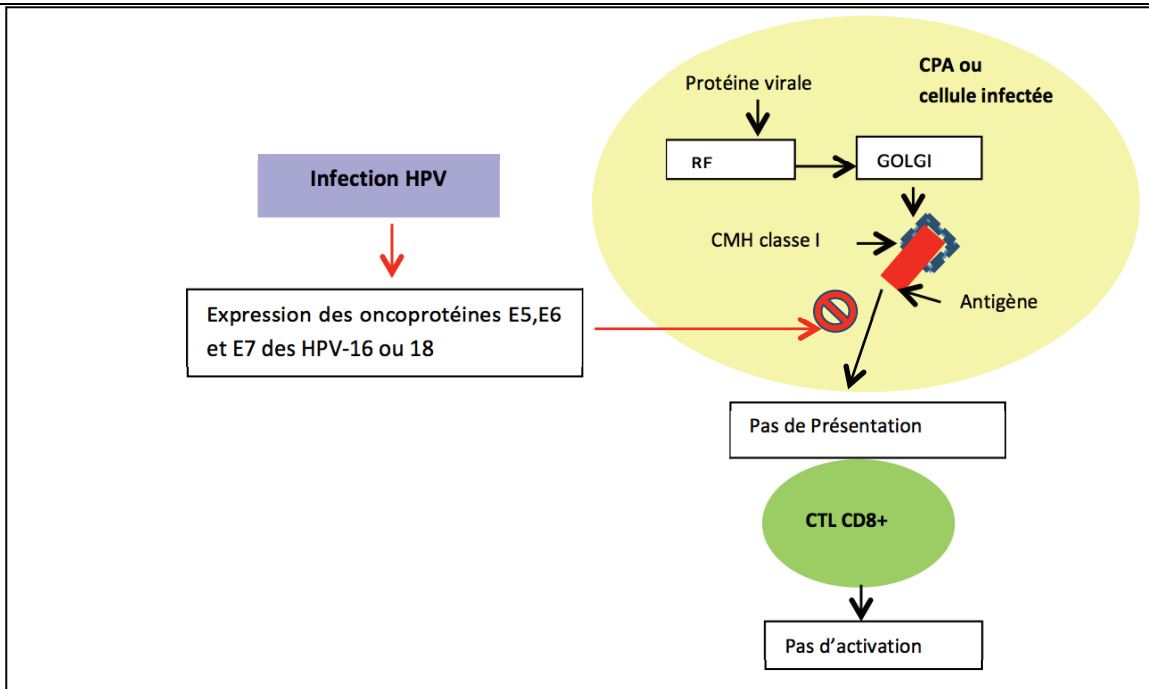 CPA ou
cellule infectée
Protéine virale
RF
GOLGI
Infection HPV
CMH classe I
Antigène
Expression des oncoprotéines E5,E6
et E7 des HPV-16 ou 18
Pas de Présentation
CTL CD8+
Pas d’activation